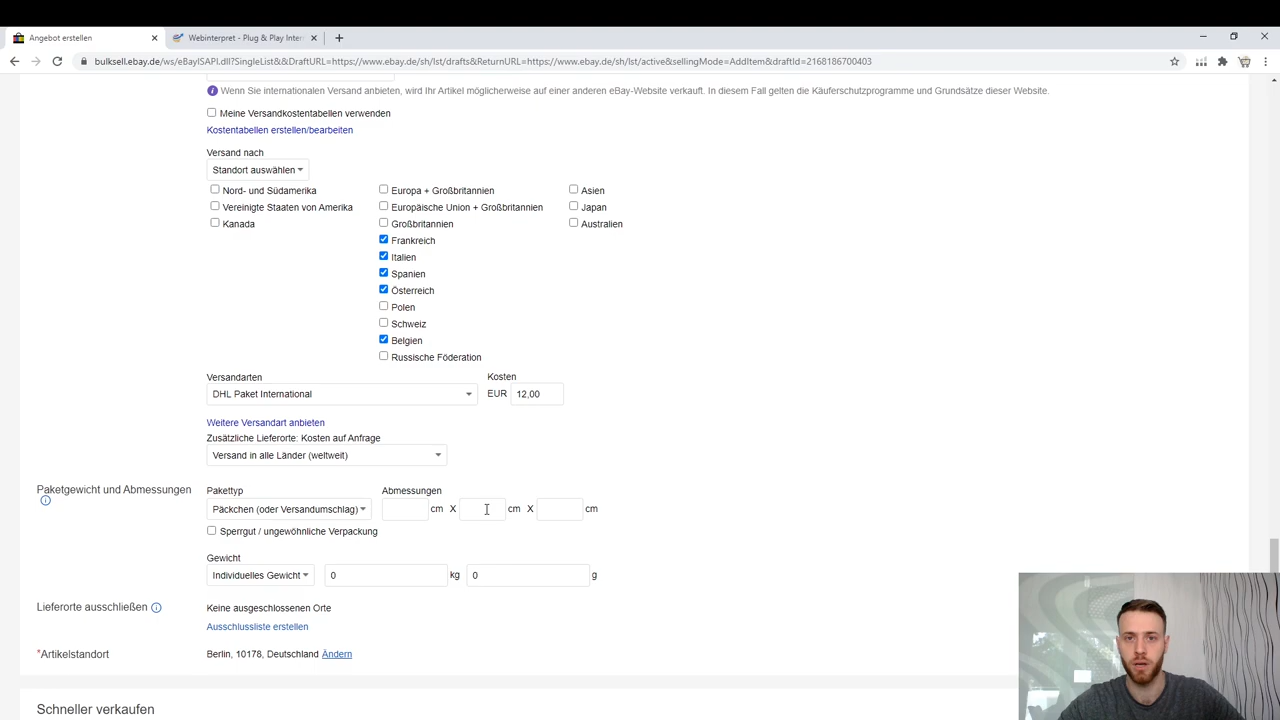 Angebot erstellen
Webinterpret - Plug & Play Inter
bulksell.ebay.de/ws/eBayISAPI.dll?SingleList&&DraftURL=https://www.ebay.de/sh/lst/drafts&ReturnURL=https://www.ebay.de/sh/lst/active&sellingMode=AddItem&draftId=2168186700403
Wenn Sie internationalen Versand anbieten, wird Ihr Artikel möglicherweise auf einer anderen eBay-Website verkauft. In diesem Fall gelten die Käuferschutzprogramme und Grundsätze dieser Website.
Meine Versandkostentabellen verwenden
Kostentabellen erstellen/bearbeiten
Versand nach
Standort auswählen
Nord- und Südamerika Europa + Großbritannien Asien
Vereinigte Staaten von Amerika Europäische Union + Großbritannien Japan
Kanada Großbritannien Australien
Frankreich
Italien
Spanien
Österreich
Polen
Schweiz
Belgien
Russische Föderation
Versandarten Kosten
DHL Paket International EUR 12,00
Weitere Versandart anbieten
Zusätzliche Lieferorte: Kosten auf Anfrage
Versand in alle Länder (weltweit)
Paketgewicht und Abmessungen Pakettyp Abmessungen
Päckchen (oder Versandumschlag) cm X cm X cm
Sperrgut / ungewöhnliche Verpackung
Gewicht
Individuelles Gewicht 0 kg 0 g
Lieferorte ausschließen Keine ausgeschlossenen Orte
Ausschlussliste erstellen
*Artikelstandort Berlin, 10178, Deutschland Ändern
Schneller verkaufen